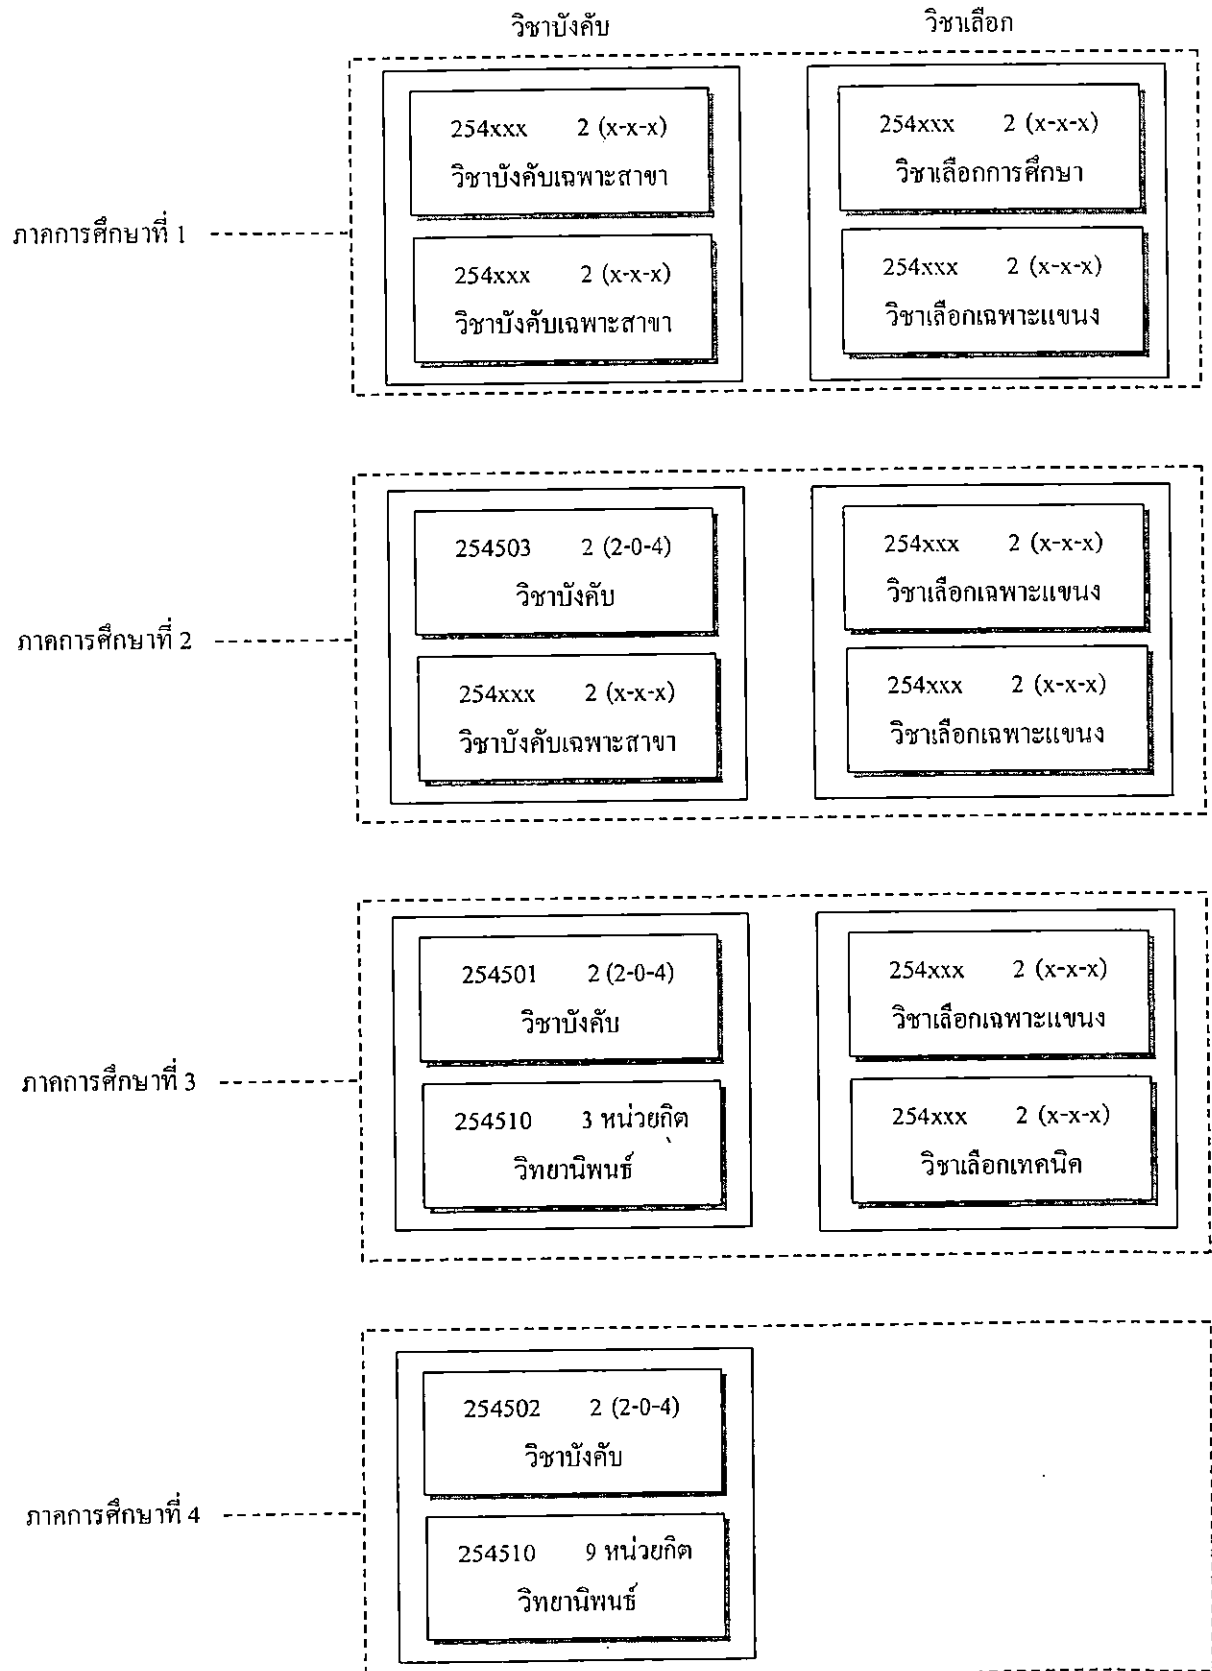 วิชาบังคับ วิชาเลือก
254xxx 2 (x-x-x)
วิชาบังคับเฉพาะสาขา
254xxx 2 (x-x-x)
วิชาเลือกการศึกษา
ภาคการศึกษาที่ 1
254xxx 2 (x-x-x)
วิชาบังคับเฉพาะสาขา
254xxx 2 (x-x-x)
วิชาเลือกเฉพาะแขนง
254503 2 (2-0-4)
วิชาบังคับ
254xxx 2 (x-x-x)
วิชาเลือกเฉพาะแขนง
ภาคการศึกษาที่ 2
254xxx 2 (x-x-x)
วิชาบังคับเฉพาะสาขา
254xxx 2 (x-x-x)
วิชาเลือกเฉพาะแขนง
254501 2 (2-0-4)
วิชาบังคับ
254xxx 2 (x-x-x)
วิชาเลือกเฉพาะแขนง
ภาคการศึกษาที่ 3
254510 3 หน่วยกิต
วิทยานิพนธ์
254xxx 2 (x-x-x)
วิชาเลือกเทคนิค
254502 2 (2-0-4)
วิชาบังคับ
ภาคการศึกษาที่ 4
254510 9 หน่วยกิต
วิทยานิพนธ์